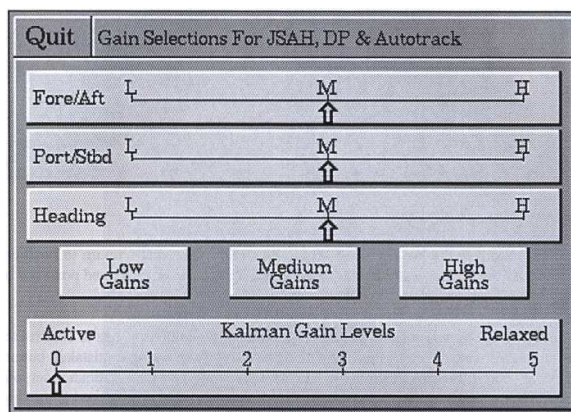 Quit Gain Selections For JSAH, DP & Autotrack
Fore/Aft L M H
Port/Stbd L M H
Heading L M H
Low Gains
Medium Gains
High Gains
Active Kalman Gain Levels Relaxed
0 1 2 3 4 5